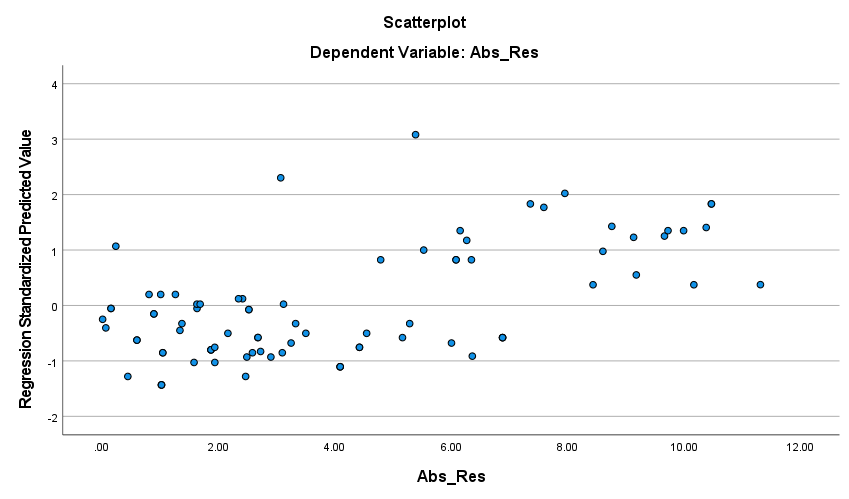 Scatterplot
Dependent Variable: Abs_Res
Regression Standardized Predicted Value
4
3
2
1
0
-1
-2
.00 2.00 4.00 6.00 8.00 10.00 12.00
Abs_Res